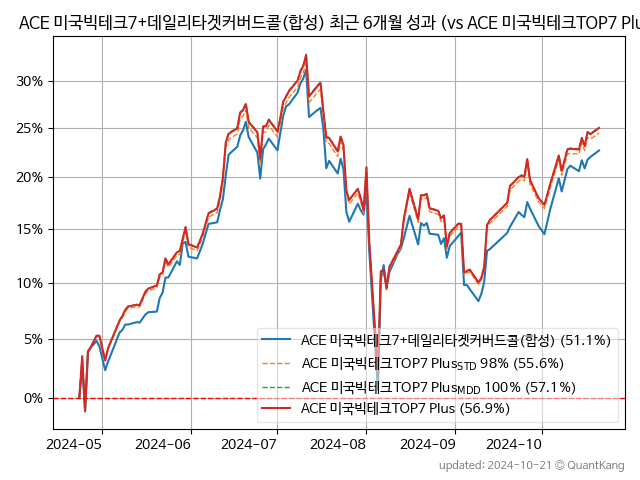 ACE 미국빅테크7+데일리타겟커버드콜(합성) 최근 6개월 성과 (vs ACE 미국빅테크TOP7 Plu
30%
25%
20%
15%
10%
5%
0%
ACE 미국빅테크7+데일리타겟커버드콜(합성) (51.1%)
ACE 미국빅테크TOP7 PlusSTD 98% (55.6%)
ACE 미국빅테크TOP7 PlusMDD 100% (57.1%)
ACE 미국빅테크TOP7 Plus (56.9%)
2024-05 2024-06 2024-07 2024-08 2024-09 2024-10
updated: 2024-10-21 © QuantKang